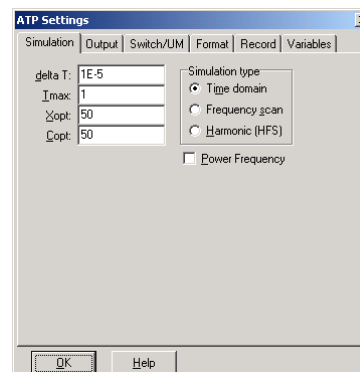 ATP Settings
Simulation Output Switch/UM Format Record Variables
delta T: 1E-5
Tmax: 1
Xopt: 50
Copt: 50
Simulation type
Time domain
Frequency scan
Harmonic (HFS)
Power Frequency
OK Help